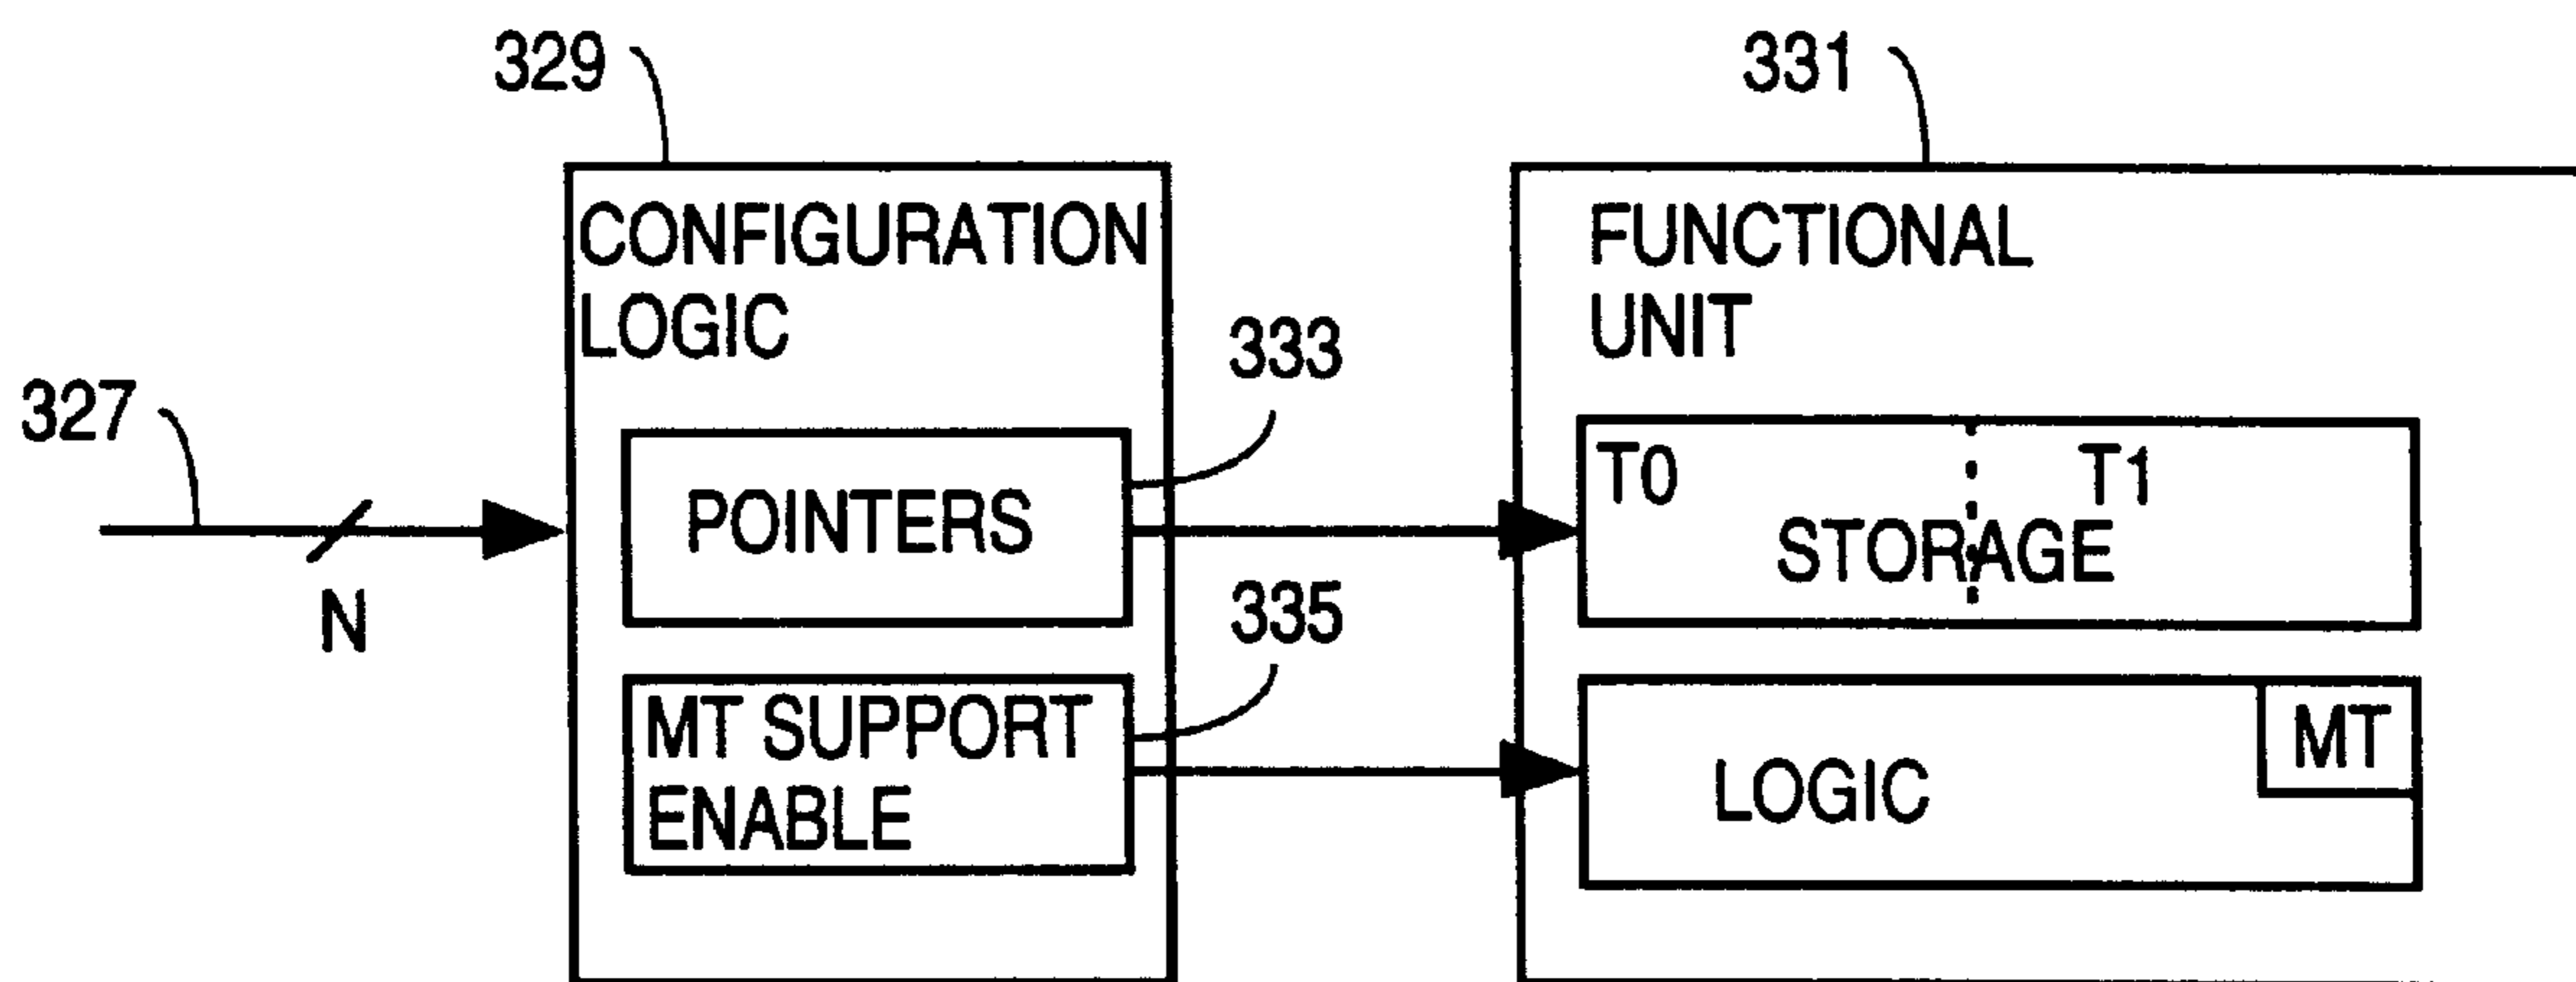 329
331
CONFIGURATION
LOGIC
FUNCTIONAL
UNIT
333
327
POINTERS
T0
T1
STORAGE
N
335
MT SUPPORT
ENABLE
LOGIC
MT